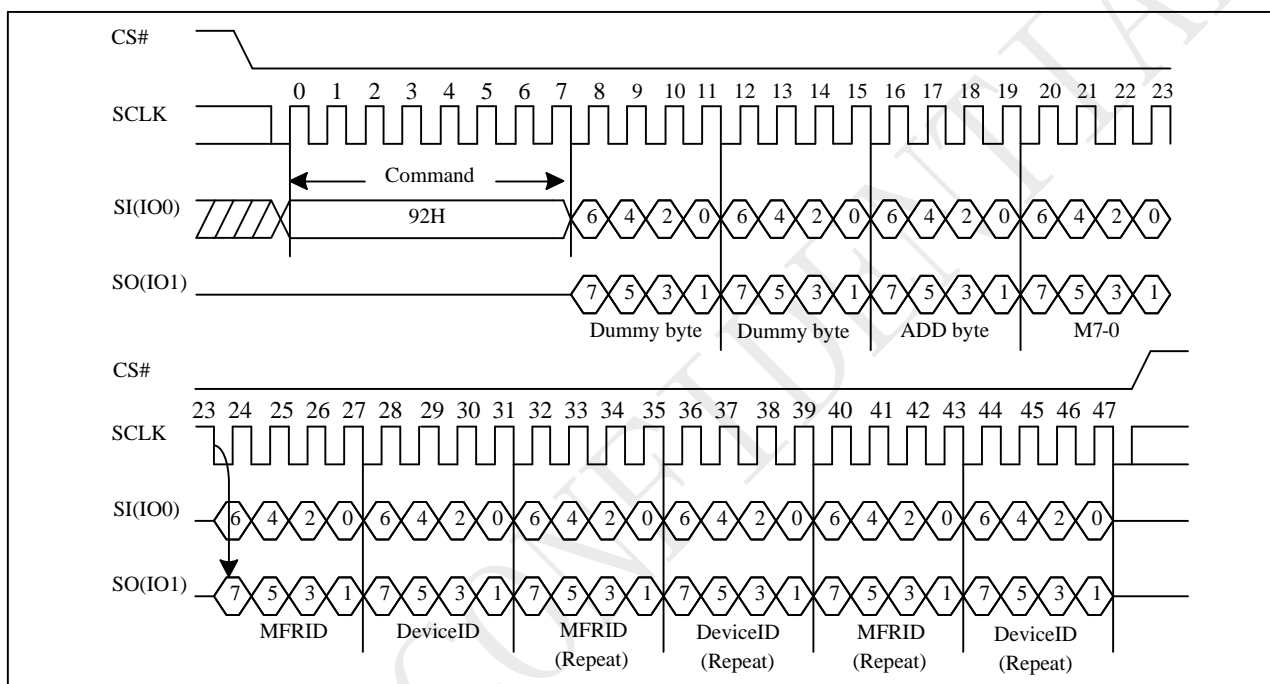 CS#
0 1 2 3 4 5 6 7 8 9 10 11 12 13 14 15 16 17 18 19 20 21 22 23
SCLK
Command
SI(IO0) 92H 6 4 2 0 6 4 2 0 6 4 2 0 6 4 2 0
SO(IO1) 7 5 3 1 7 5 3 1 7 5 3 1 7 5 3 1
Dummy byte Dummy byte ADD byte M7-0
CS#
23 24 25 26 27 28 29 30 31 32 33 34 35 36 37 38 39 40 41 42 43 44 45 46 47
SCLK
SI(IO0) 6 4 2 0 6 4 2 0 6 4 2 0 6 4 2 0 6 4 2 0 6 4 2 0
SO(IO1) 7 5 3 1 7 5 3 1 7 5 3 1 7 5 3 1 7 5 3 1 7 5 3 1
MFRID DeviceID MFRID DeviceID MFRID DeviceID
(Repeat) (Repeat) (Repeat) (Repeat)
CONFIDENTIA